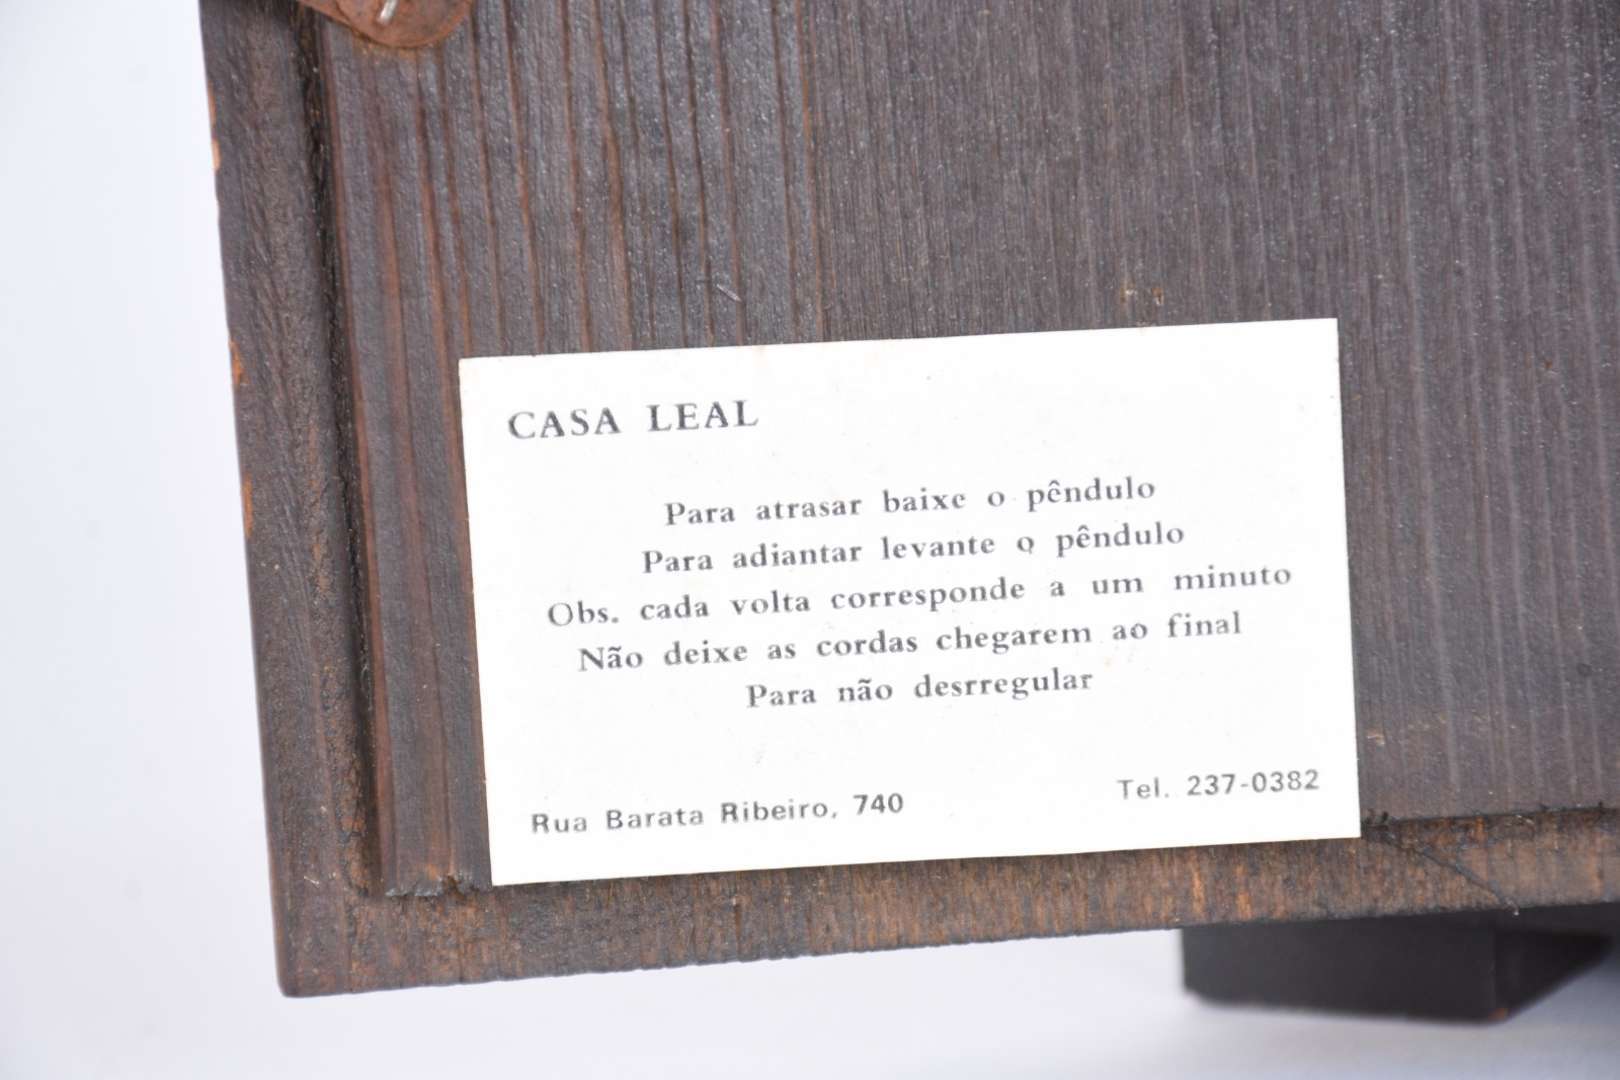 CASA LEAL
Para atrasar baixe o pêndulo
Para adiantar levante o pêndulo
Obs. cada volta corresponde a um minuto
Não deixe as cordas chegarem ao final
Para não desrregular
Rua Barata Ribeiro, 740
Tel. 237-0382